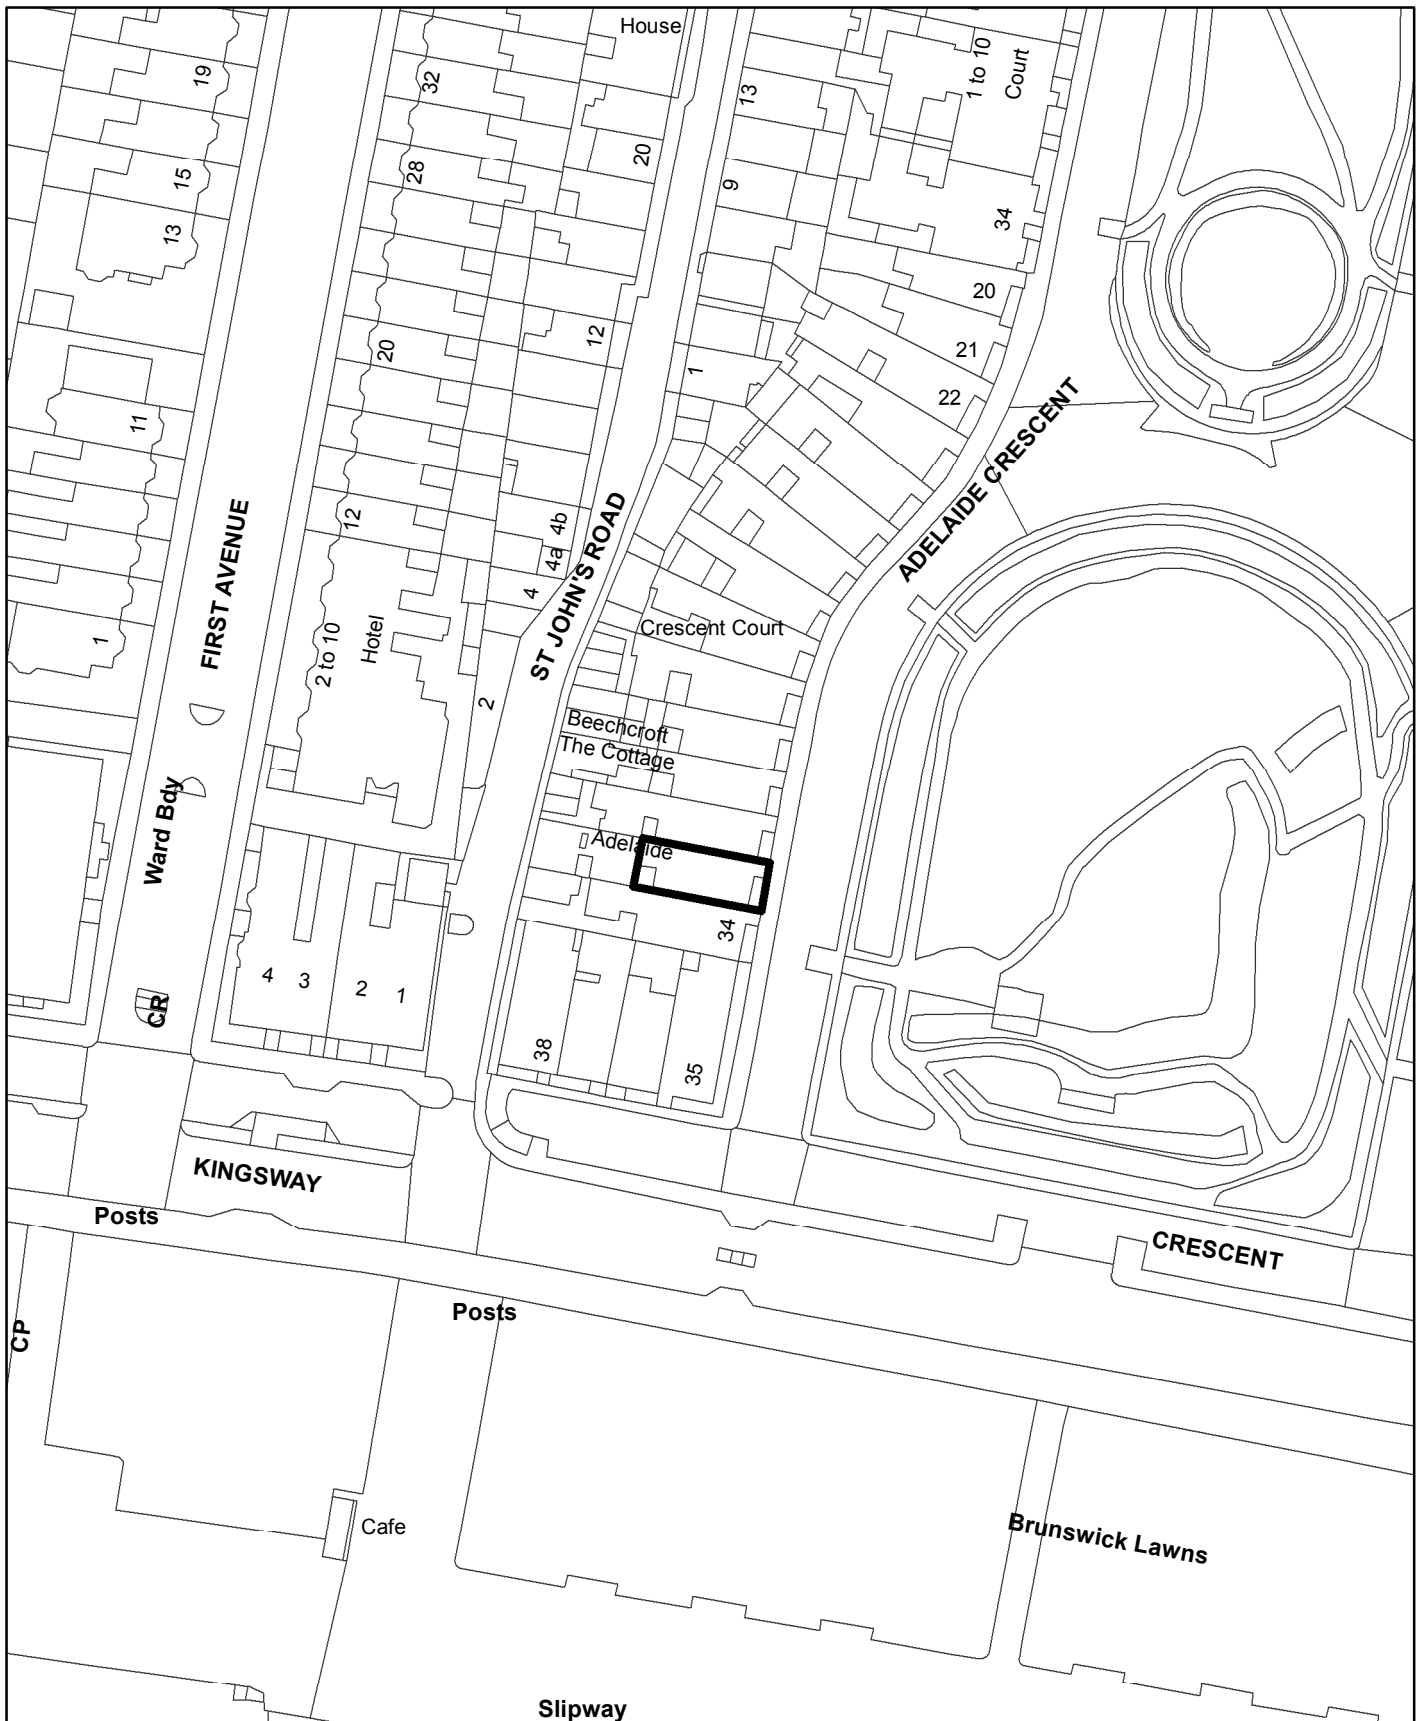 House
19
32
13
1 to 10
Court
20
28
15
9
34
13
20
12
21
20
1
22
11
ADELAIDE CRESCENT
12
4b
4a
ST JOHN'S ROAD
FIRST AVENUE
4
Crescent Court
1
2 to 10
Hotel
2
Beechcroft
The Cottage
Ward Bdy
Adelaide
34
4
3
2
1
CR
38
35
KINGSWAY
Posts
CRESCENT
Posts
CP
Cafe
Brunswick Lawns
Slipway